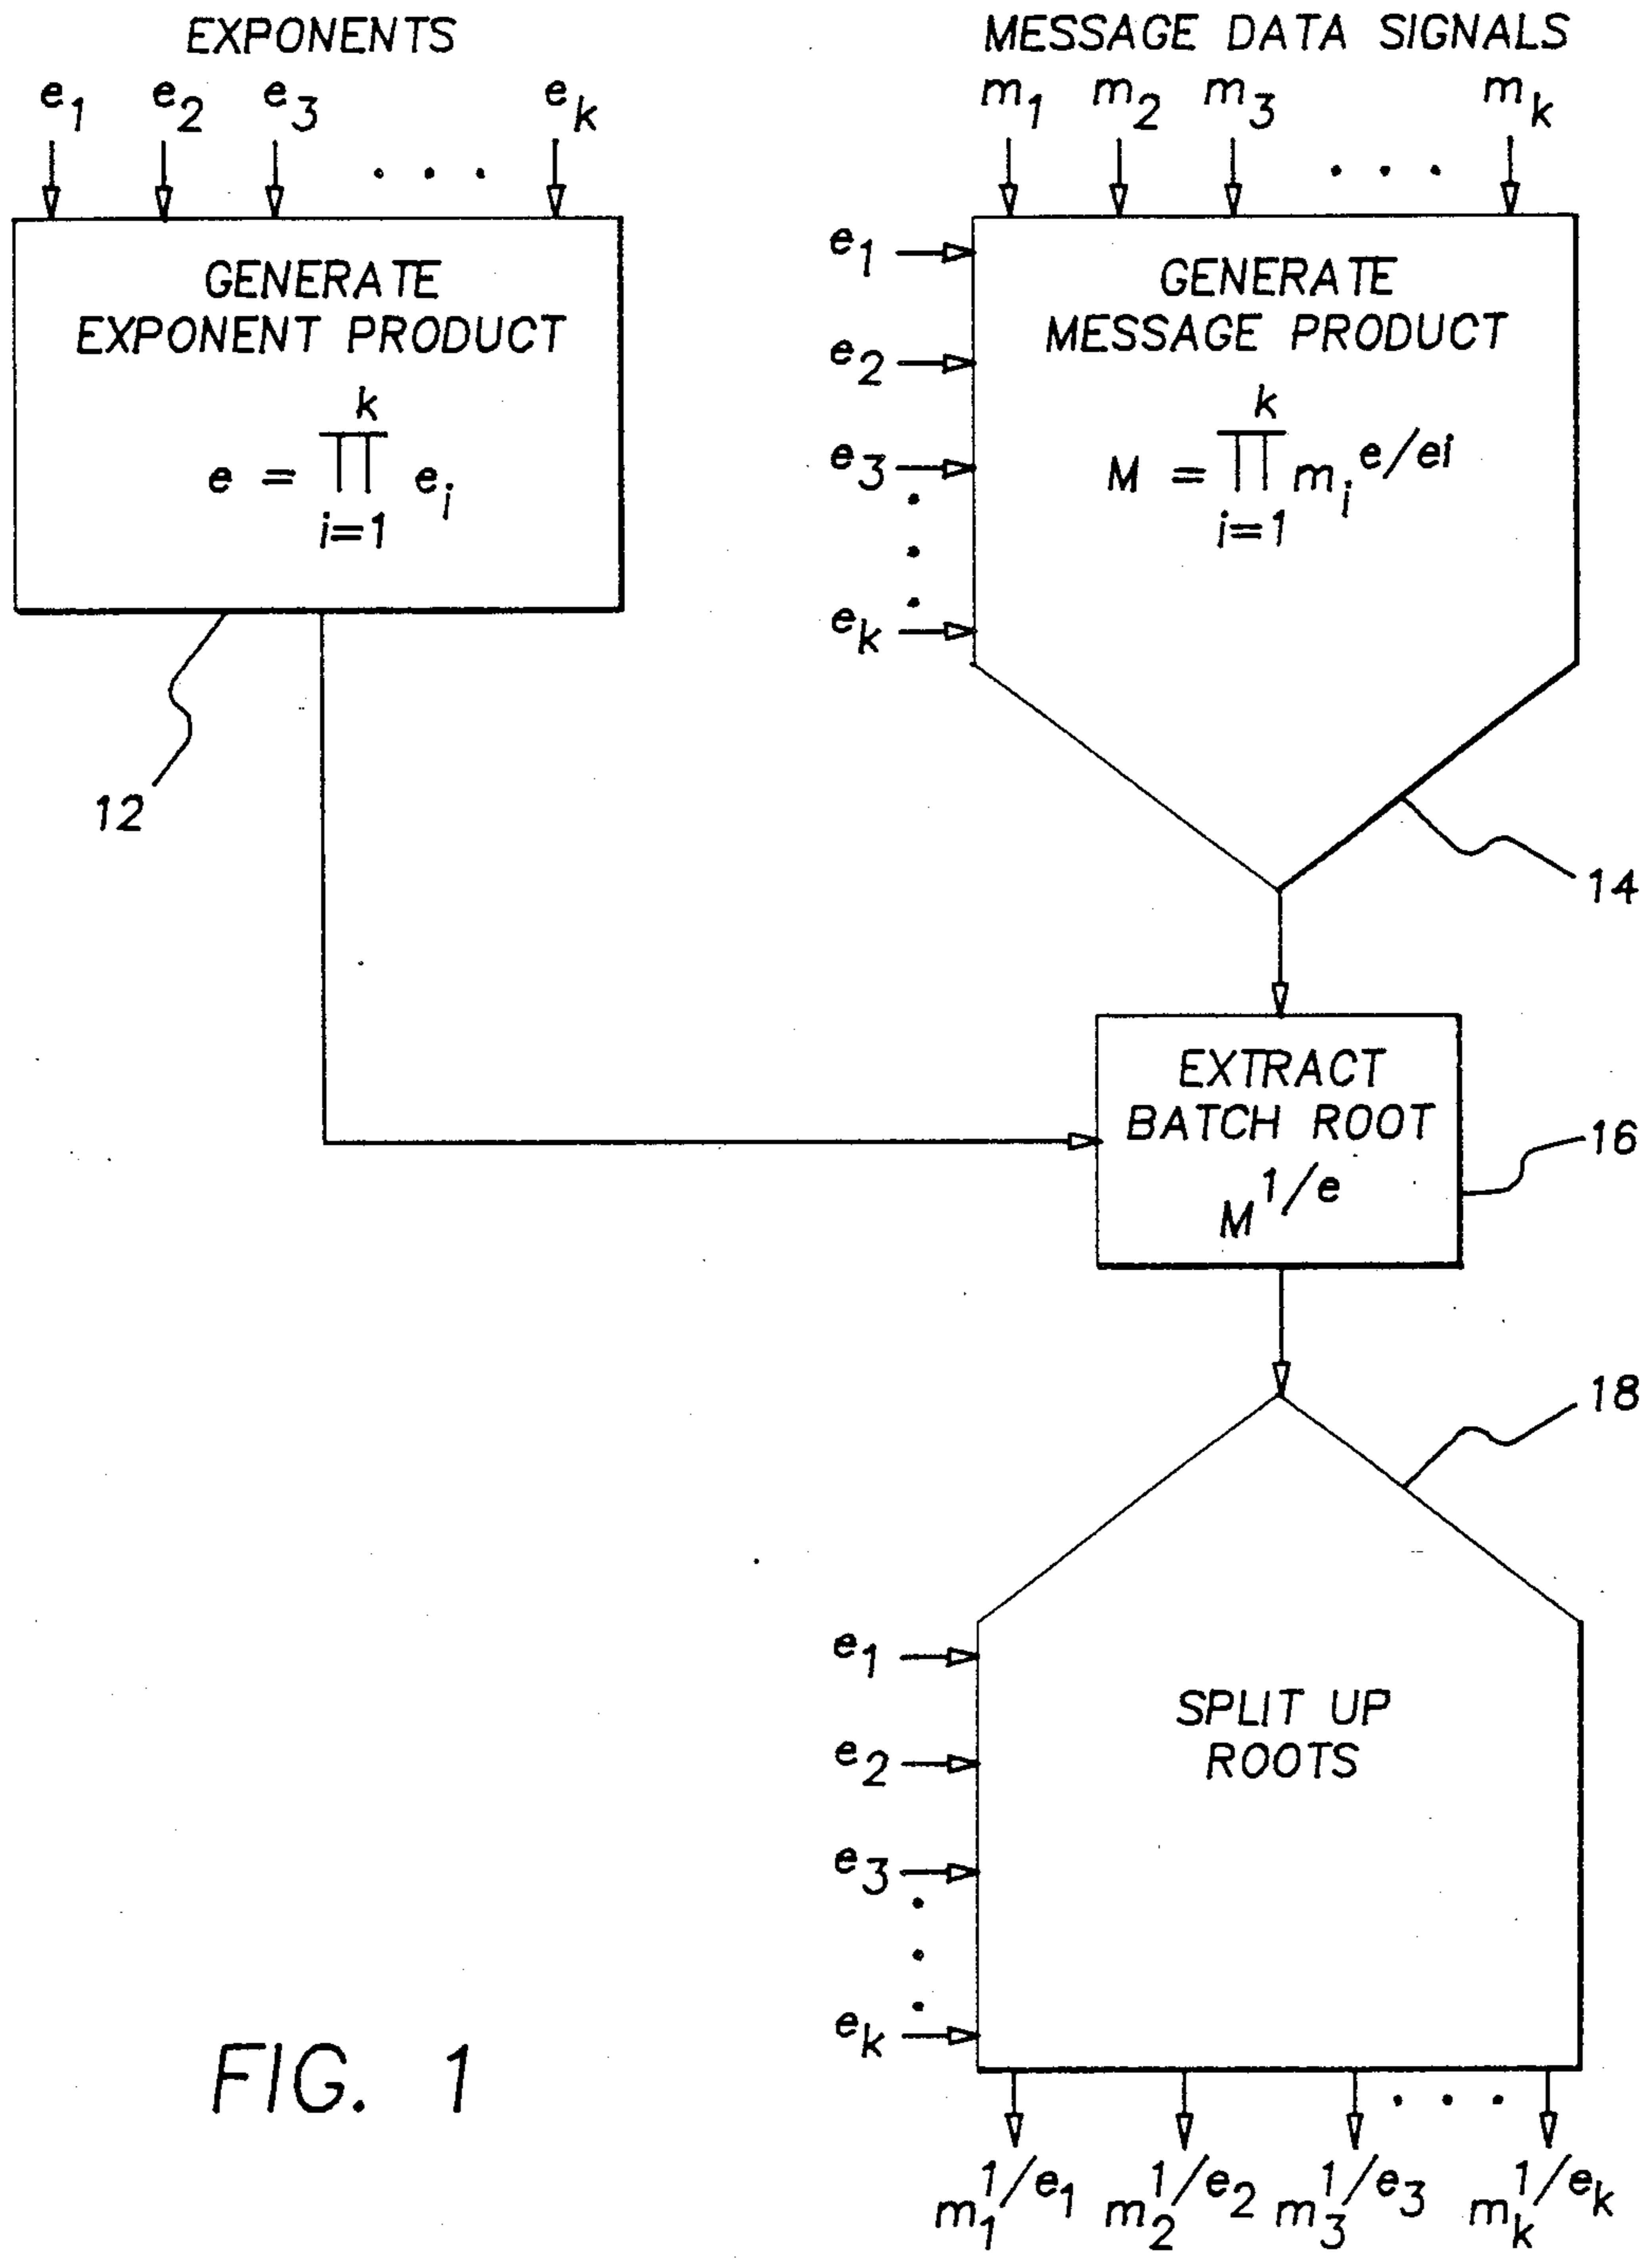 EXPONENTS
e1 e2 e3 . . . ek
GENERATE
EXPONENT PRODUCT
k
e = ∏ ei
i=1
12
MESSAGE DATA SIGNALS
m1 m2 m3 . . . mk
e1
e2
e3
.
.
.
ek
GENERATE
MESSAGE PRODUCT
k
M = ∏ mi^e/ei
i=1
14
EXTRACT
BATCH ROOT
M^1/e
16
18
e1
e2
e3
.
.
.
ek
SPLIT UP
ROOTS
. . .
m1^1/e1 m2^1/e2 m3^1/e3 mk^1/ek
FIG. 1